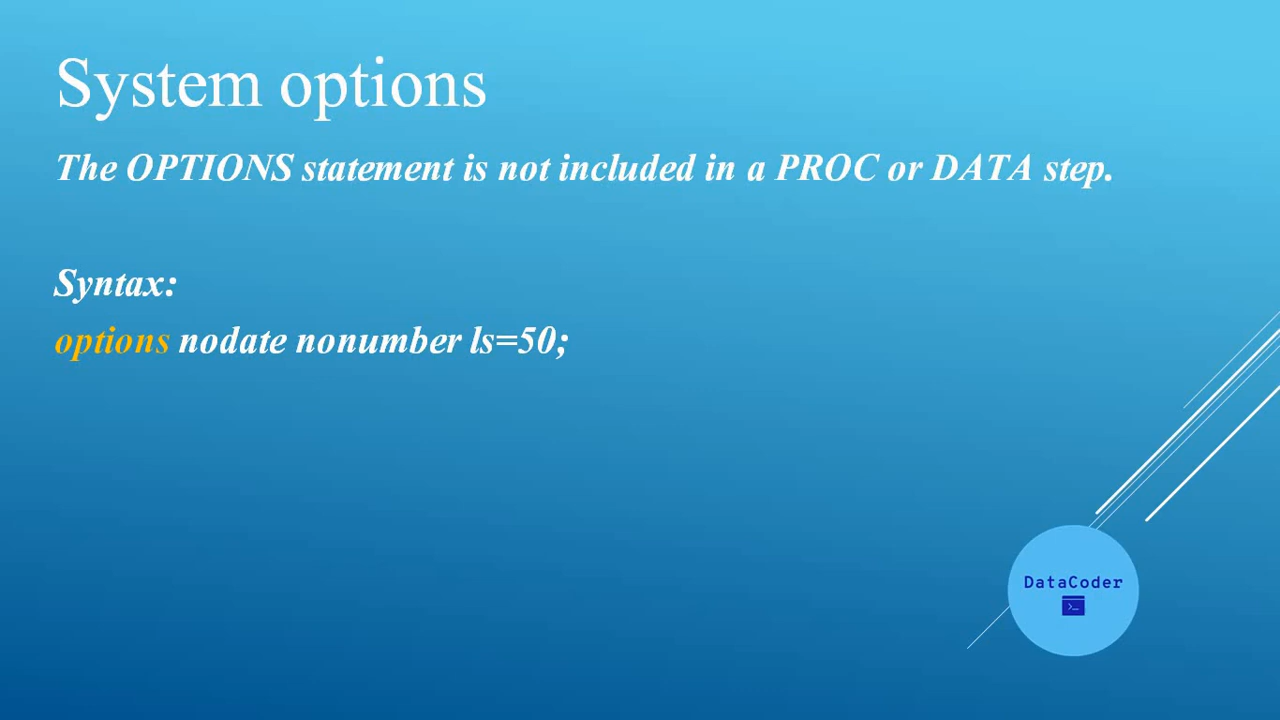 System options
The OPTIONS statement is not included in a PROC or DATA step.
Syntax:
options nodate nonumber ls=50;
DataCoder
>_